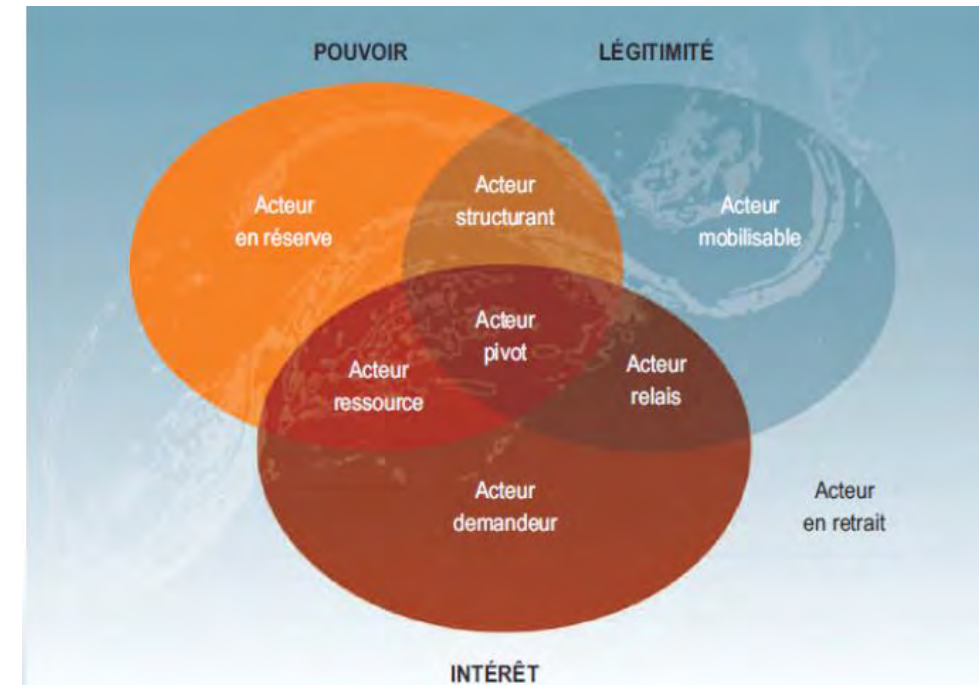 POUVOIR
LÉGITIMITÉ
Acteur
en réserve
Acteur
structurant
Acteur
mobilisable
Acteur
pivot
Acteur
ressource
Acteur
relais
Acteur
demandeur
Acteur
en retrait
INTÉRÊT